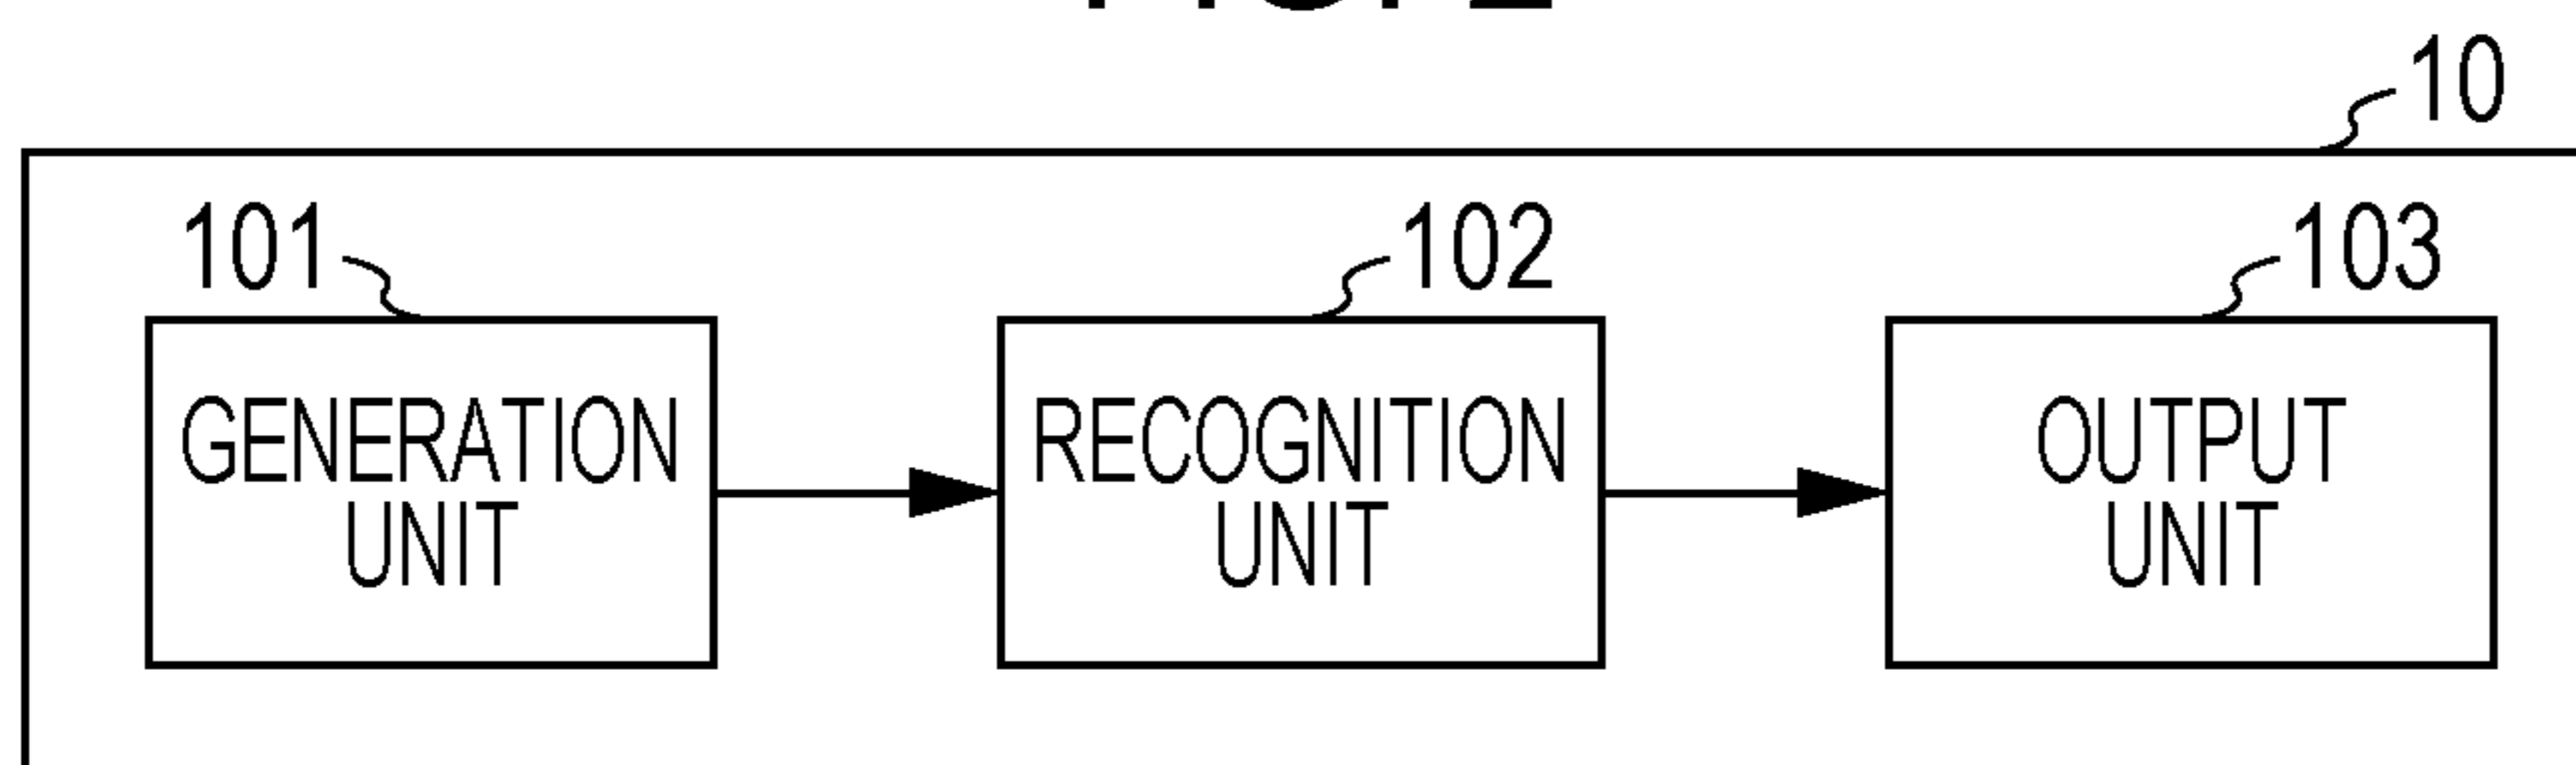 10
101
102
103
GENERATION
UNIT
RECOGNITION
UNIT
OUTPUT
UNIT